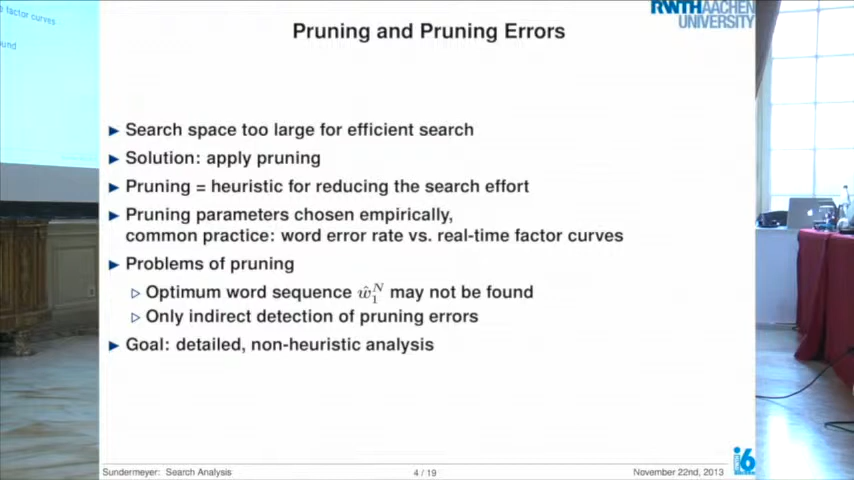 factor curves
ound
RWTHAACHEN
UNIVERSITY
Pruning and Pruning Errors
▶ Search space too large for efficient search
▶ Solution: apply pruning
▶ Pruning = heuristic for reducing the search effort
▶ Pruning parameters chosen empirically,
common practice: word error rate vs. real-time factor curves
▶ Problems of pruning
▷ Optimum word sequence ŵ₁ᴺ may not be found
▷ Only indirect detection of pruning errors
▶ Goal: detailed, non-heuristic analysis
Sundermeyer: Search Analysis
4 / 19
November 22nd, 2013
i6